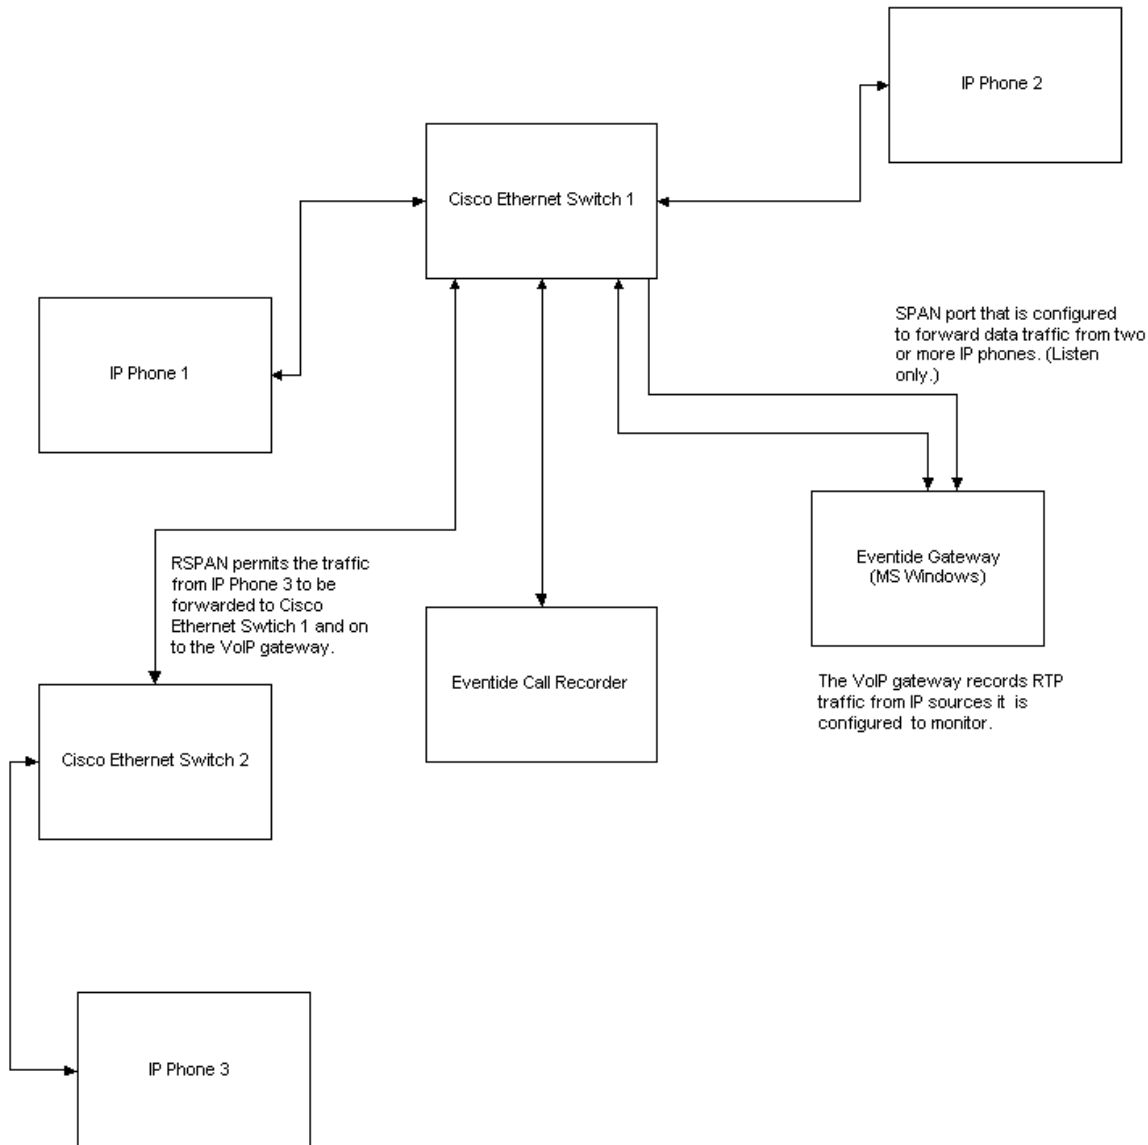 IP Phone 2
Cisco Ethernet Switch 1
SPAN port that is configured
to forward data traffic from two
or more IP phones. (Listen
only.)
IP Phone 1
Eventide Gateway
(MS Windows)
RSPAN permits the traffic
from IP Phone 3 to be
forwarded to Cisco
Ethernet Swtich 1 and on
to the VoIP gateway.
Eventide Call Recorder
The VoIP gateway records RTP
traffic from IP sources it is
configured to monitor.
Cisco Ethernet Switch 2
IP Phone 3